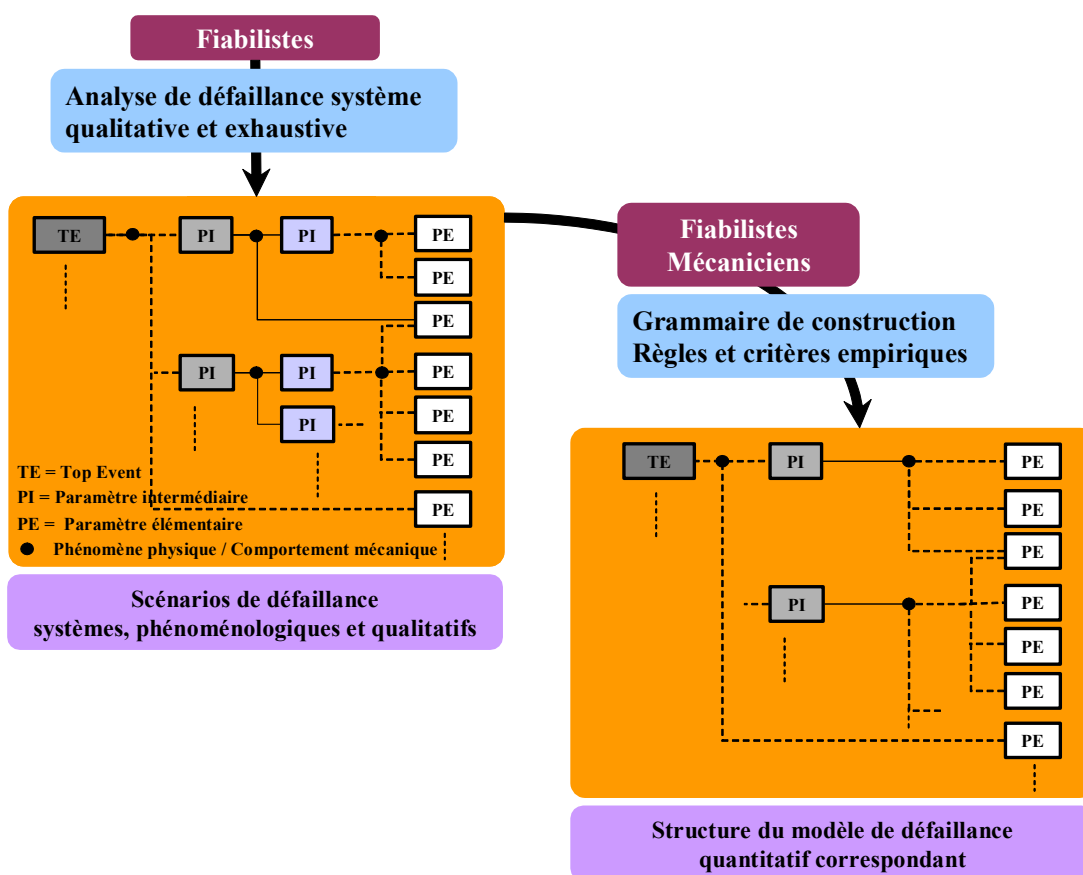 Fiabilistes
Analyse de défaillance système
qualitative et exhaustive
TE PI PI PE
PE
PE
PI PI PE
PI PE
PE
PE
TE = Top Event
PI = Paramètre intermédiaire
PE = Paramètre élémentaire
Phénomène physique / Comportement mécanique
Scénarios de défaillance
systèmes, phénoménologiques et qualitatifs
Fiabilistes
Mécaniciens
Grammaire de construction
Règles et critères empiriques
TE PI PE
PE
PE
PI PE
PE
PE
PE
Structure du modèle de défaillance
quantitatif correspondant